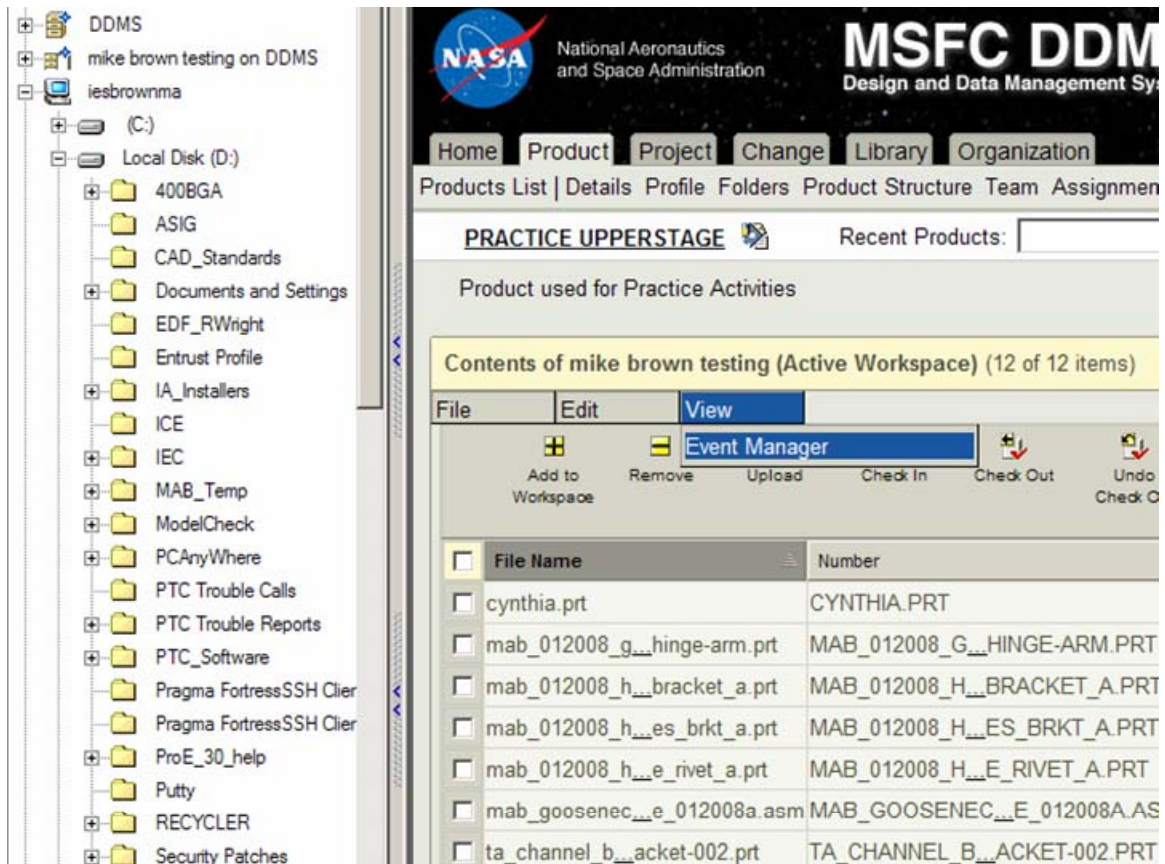 DDMS
mike brown testing on DDMS
iesbrownma
(C:)
Local Disk (D:)
400BGA
ASIG
CAD_Standards
Documents and Settings
EDF_RWright
Entrust Profile
IA_Installers
ICE
IEC
MAB_Temp
ModelCheck
PCAnyWhere
PTC Trouble Calls
PTC Trouble Reports
PTC_Software
Pragma FortressSSH Clier
Pragma FortressSSH Clier
ProE_30_help
Putty
RECYCLER
Security Patches
NASA
National Aeronautics
and Space Administration
MSFC DDM
Design and Data Management Sys
Home Product Project Change Library Organization
Products List | Details Profile Folders Product Structure Team Assignmen
PRACTICE UPPERSTAGE Recent Products:
Product used for Practice Activities
Contents of mike brown testing (Active Workspace) (12 of 12 items)
File Edit View
Event Manager
Add to Workspace Remove Upload Check In Check Out Undo Check O
File Name Number
cynthia.prt CYNTHIA.PRT
mab_012008_g...hinge-arm.prt MAB_012008_G...HINGE-ARM.PRT
mab_012008_h...bracket_a.prt MAB_012008_H...BRACKET_A.PRT
mab_012008_h...es_brkt_a.prt MAB_012008_H...ES_BRKT_A.PRT
mab_012008_h...e_rivet_a.prt MAB_012008_H...E_RIVET_A.PRT
mab_goosenec...e_012008a.asm MAB_GOOSENEC...E_012008A.AS
ta_channel_b...acket-002.prt TA_CHANNEL_B...ACKET-002.PRT